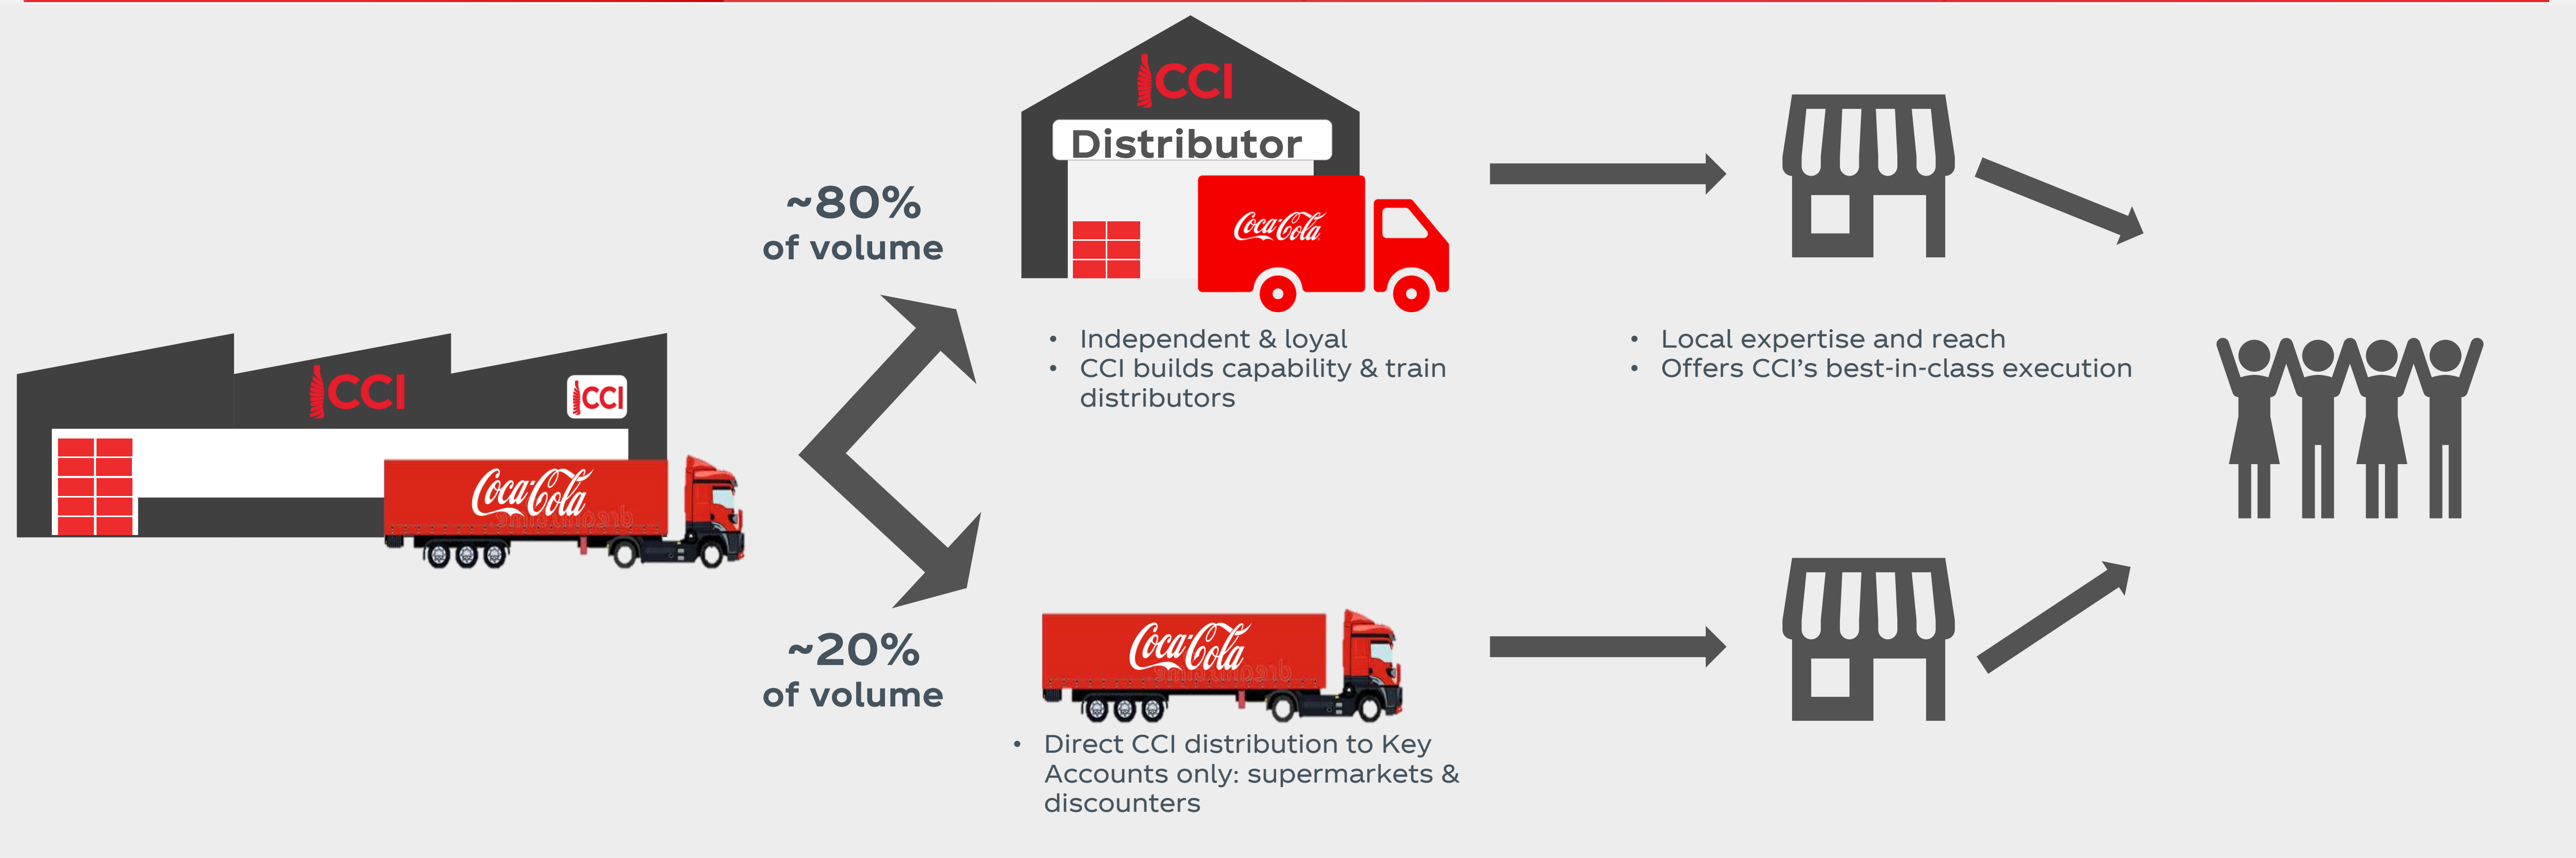 CCI
CCI
Coca-Cola
~80%
of volume
CCI
Distributor
Coca-Cola
• Independent & loyal
• CCI builds capability & train
distributors
• Local expertise and reach
• Offers CCI's best-in-class execution
~20%
of volume
Coca-Cola
• Direct CCI distribution to Key
Accounts only: supermarkets &
discounters